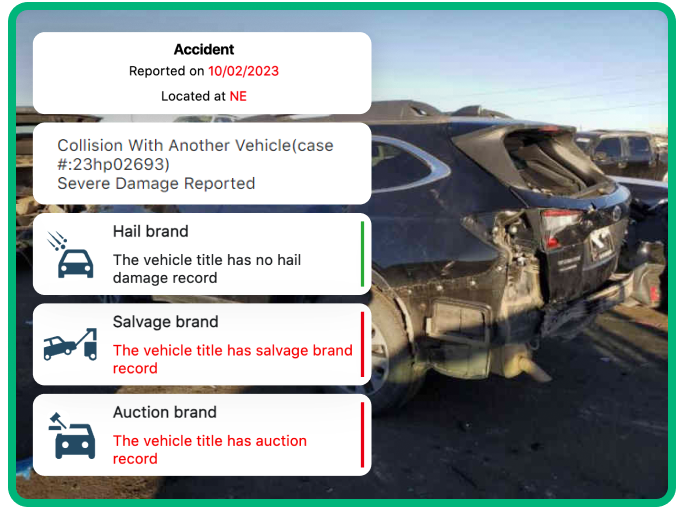 Accident
Reported on 10/02/2023
Located at NE
Collision With Another Vehicle(case
#:23hp02693)
Severe Damage Reported
Hail brand
The vehicle title has no hail
damage record
Salvage brand
The vehicle title has salvage brand
record
Auction brand
The vehicle title has auction
record